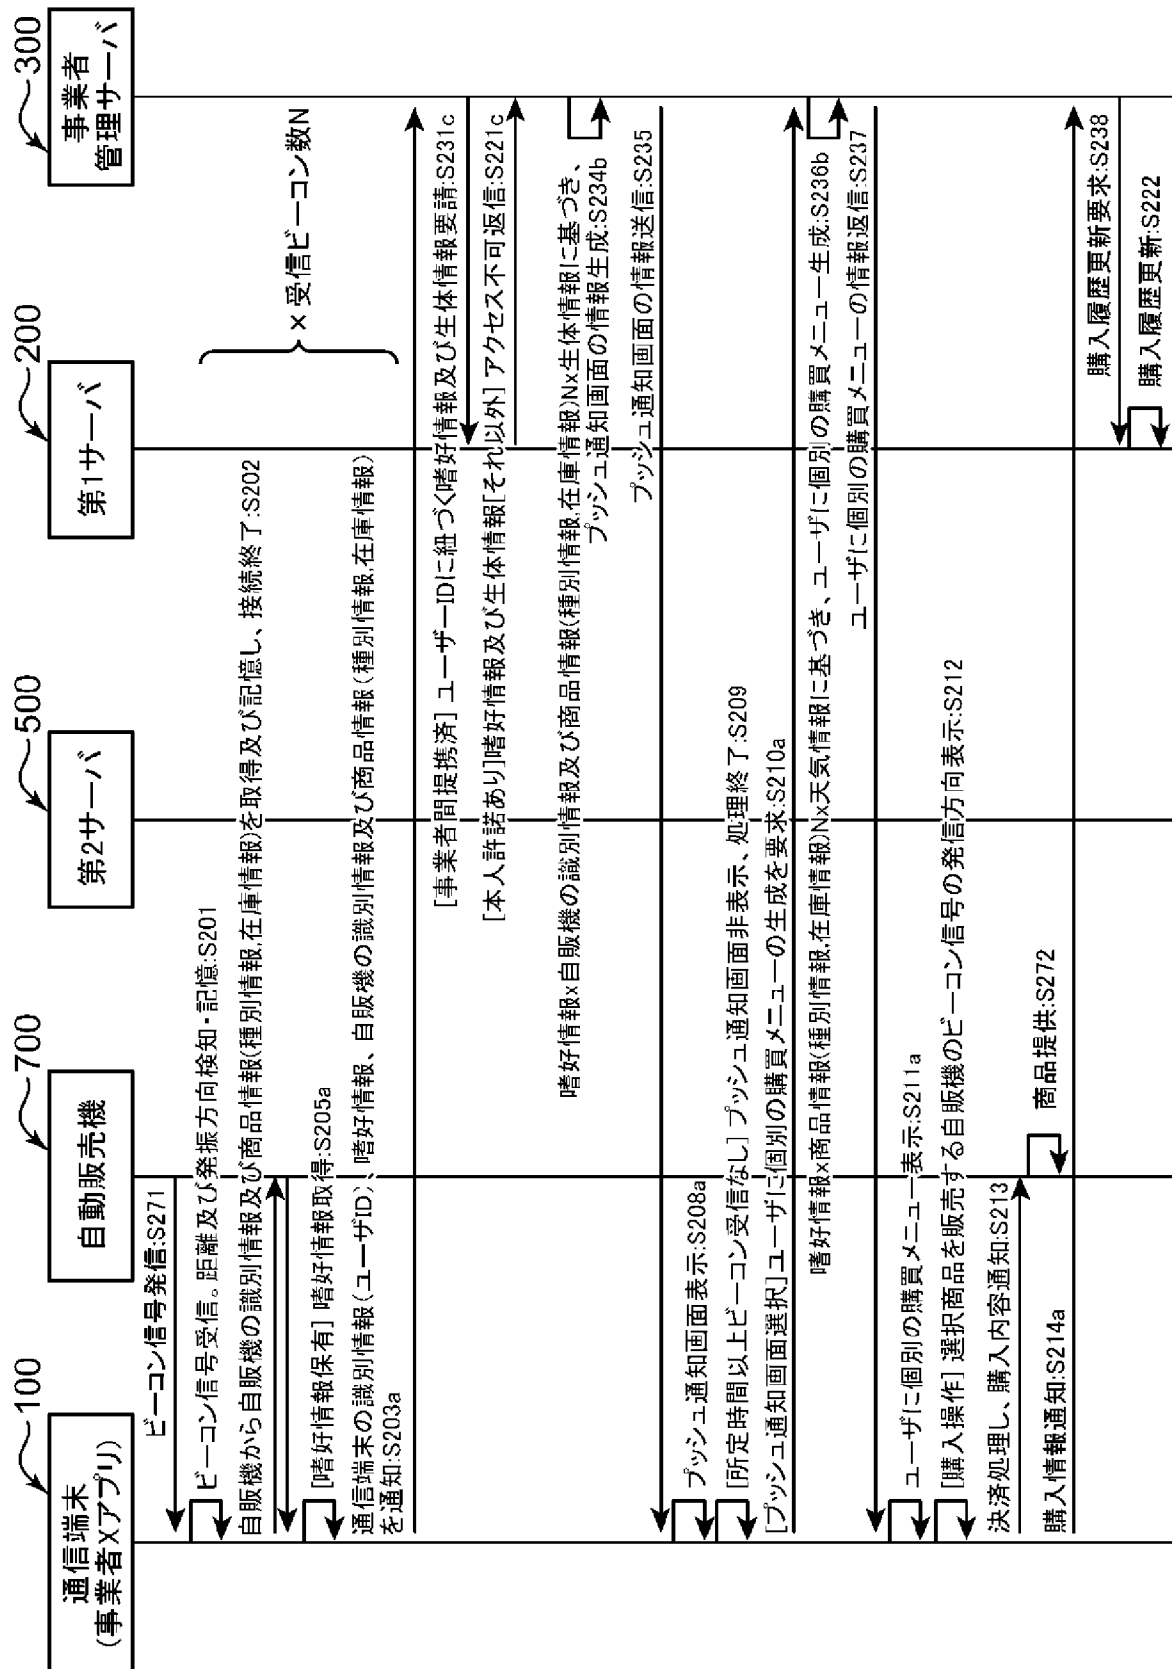 100
通信端末
(事業者Xアプリ)
700
自動販売機
500
第2サーバ
200
第1サーバ
300
事業者
管理サーバ
ビーコン信号発信:S271
ビーコン信号受信。距離及び発振方向検知・記憶:S201
自販機から自販機の識別情報及び商品情報(種別情報,在庫情報)を取得及び記憶し、接続終了:S202
[嗜好情報保有] 嗜好情報取得:S205a
通信端末の識別情報(ユーザID)、嗜好情報、自販機の識別情報及び商品情報(種別情報,在庫情報)
を通知:S203a
×受信ビーコン数N
[事業者間提携済] ユーザーIDに紐づく嗜好情報及び生体情報要請:S231c
[本人許諾あり]嗜好情報及び生体情報[それ以外] アクセス不可返信:S221c
嗜好情報x自販機の識別情報及び商品情報(種別情報,在庫情報)Nx生体情報に基づき、
プッシュ通知画面の情報生成:S234b
プッシュ通知画面の情報送信:S235
プッシュ通知画面表示:S208a
[所定時間以上ビーコン受信なし] プッシュ通知画面非表示、処理終了:S209
[プッシュ通知画面選択] ユーザに個別の購買メニューの生成を要求:S210a
嗜好情報x商品情報(種別情報,在庫情報)Nx天気情報に基づき、ユーザに個別の購買メニュー生成:S236b
ユーザに個別の購買メニューの情報返信:S237
ユーザに個別の購買メニュー表示:S211a
[購入操作] 選択商品を販売する自販機のビーコン信号の発信方向表示:S212
決済処理し、購入内容通知:S213
商品提供:S272
購入情報通知:S214a
購入履歴更新要求:S238
購入履歴更新:S222